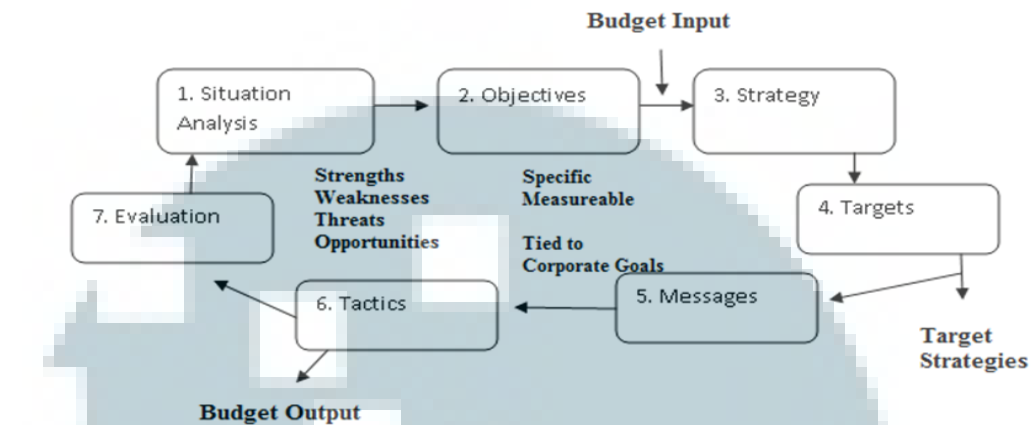 Budget Input
1. Situation
Analysis
2. Objectives
3. Strategy
Strengths
Weaknesses
Threats
Opportunities
Specific
Measureable
Tied to
Corporate Goals
4. Targets
7. Evaluation
6. Tactics
5. Messages
Target
Strategies
Budget Output